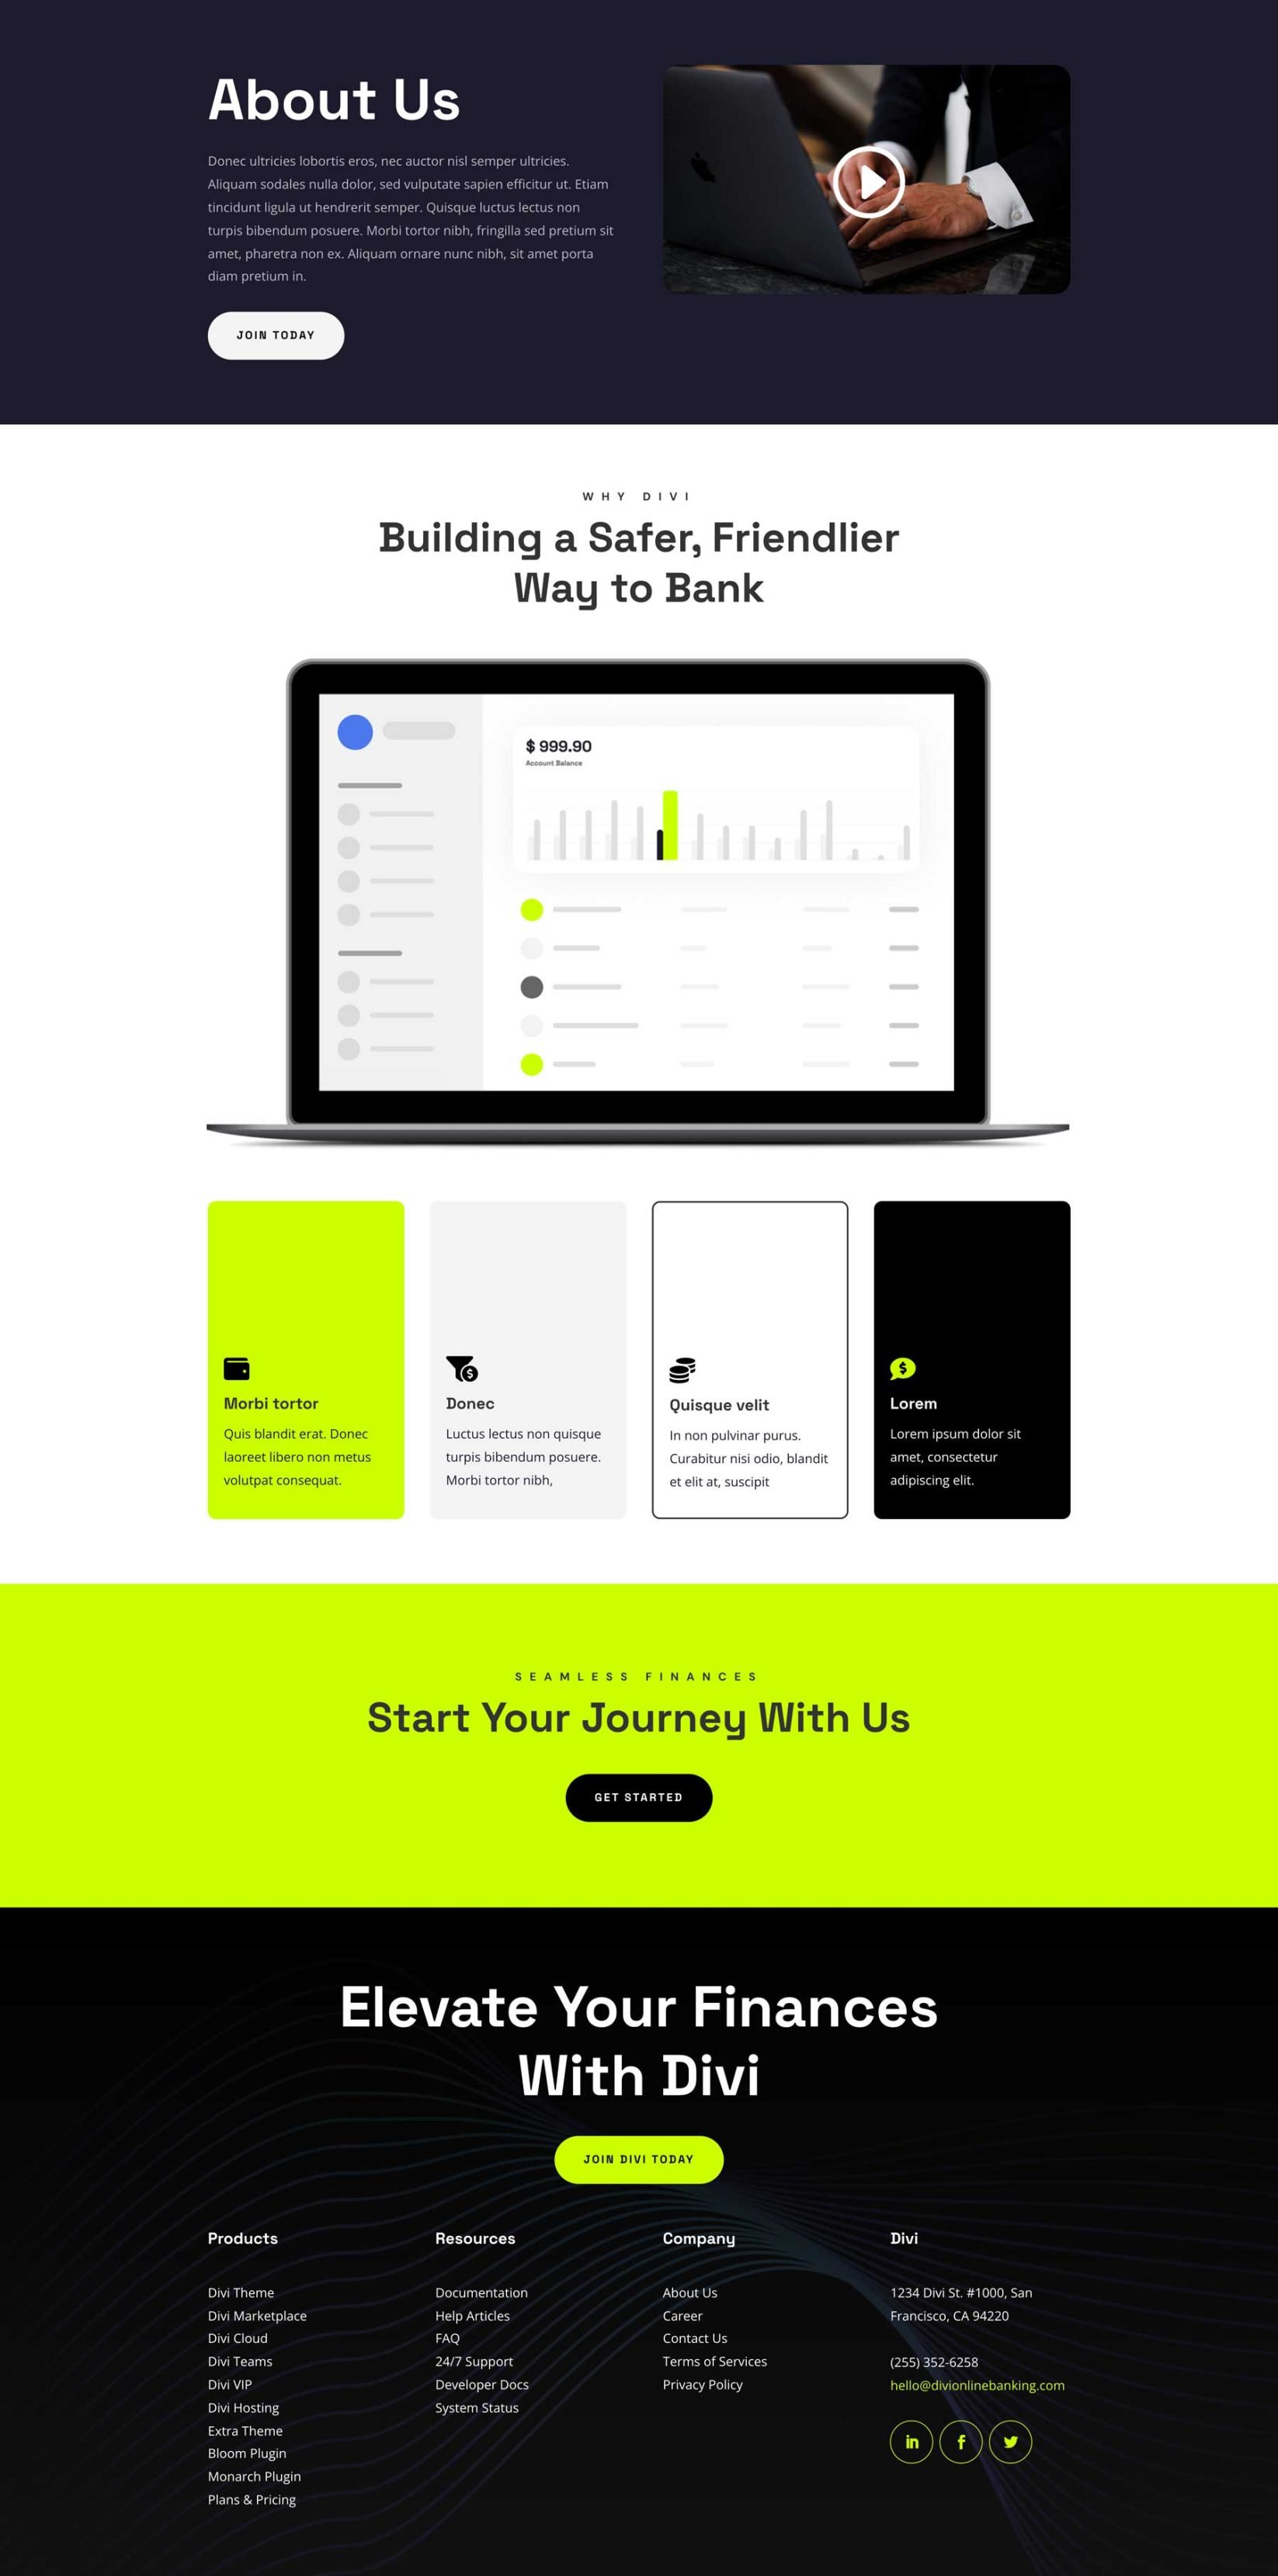 About Us
Donec ultricies lobortis eros, nec auctor nisl semper ultricies.
Aliquam sodales nulla dolor, sed vulputate sapien efficitur ut. Etiam
tincidunt ligula ut hendrerit semper. Quisque luctus lectus non
turpis bibendum posuere. Morbi tortor nibh, fringilla sed pretium sit
amet, pharetra non ex. Aliquam ornare nunc nibh, sit amet porta
diam pretium in.
JOIN TODAY
WHY DIVI
Building a Safer, Friendlier
Way to Bank
$ 999.90
Account Balance
Morbi tortor
Quis blandit erat. Donec
laoreet libero non metus
volutpat consequat.
Donec
Luctus lectus non quisque
turpis bibendum posuere.
Morbi tortor nibh,
Quisque velit
In non pulvinar purus.
Curabitur nisi odio, blandit
et elit at, suscipit
Lorem
Lorem ipsum dolor sit
amet, consectetur
adipiscing elit.
SEAMLESS FINANCES
Start Your Journey With Us
GET STARTED
Elevate Your Finances
With Divi
JOIN DIVI TODAY
Products
Divi Theme
Divi Marketplace
Divi Cloud
Divi Teams
Divi VIP
Divi Hosting
Extra Theme
Bloom Plugin
Monarch Plugin
Plans & Pricing
Resources
Documentation
Help Articles
FAQ
24/7 Support
Developer Docs
System Status
Company
About Us
Career
Contact Us
Terms of Services
Privacy Policy
Divi
1234 Divi St. #1000, San
Francisco, CA 94220
(255) 352-6258
hello@divionlinebanking.com